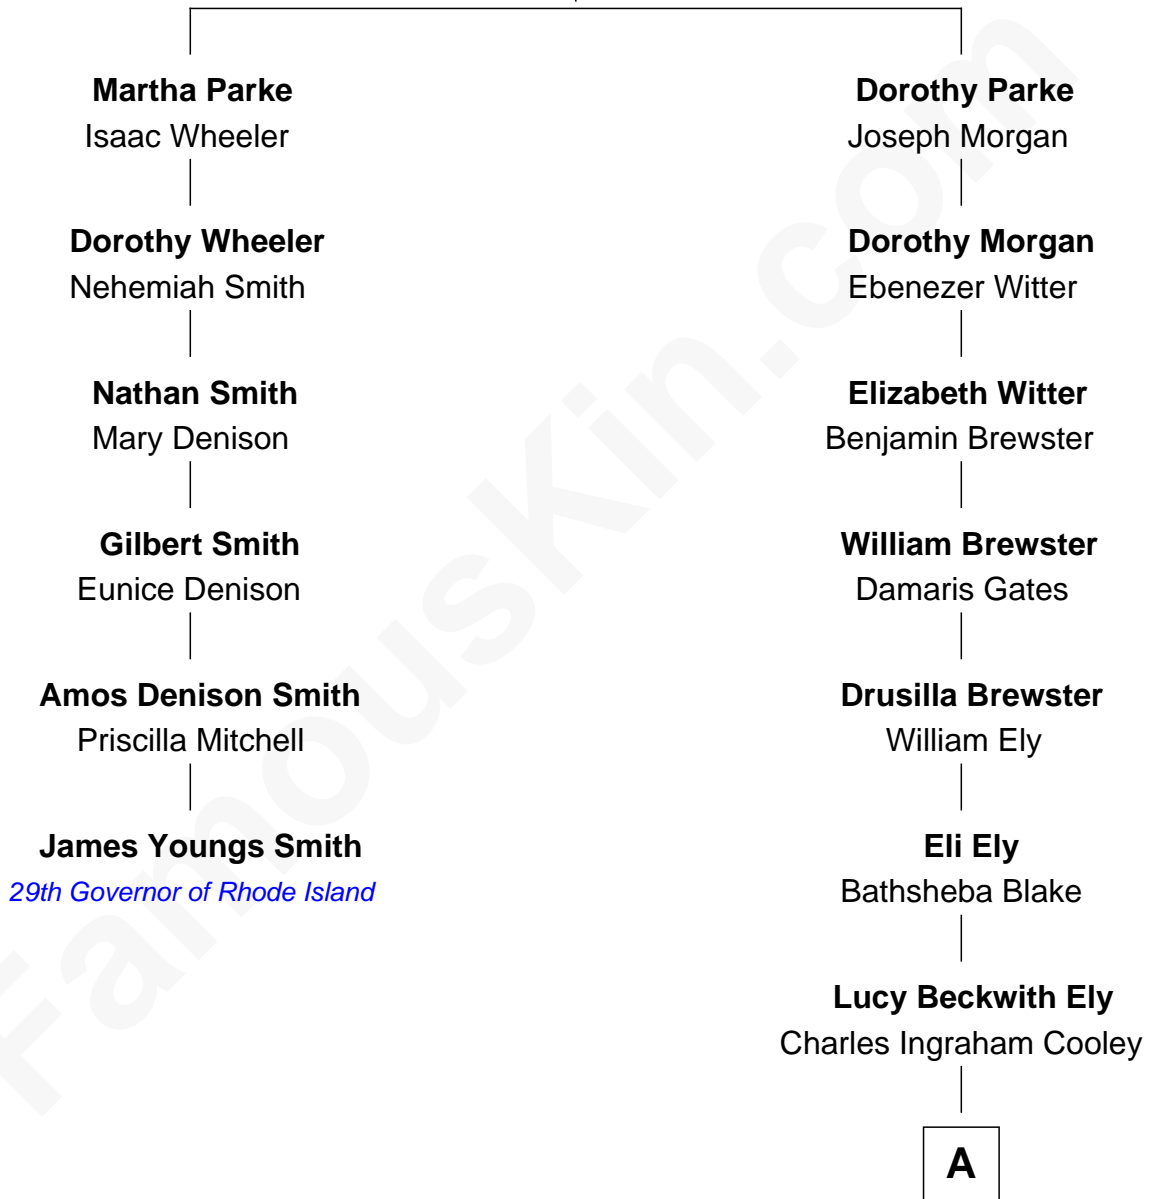 Martha Parke
Isaac Wheeler
Dorothy Parke
Joseph Morgan
Dorothy Wheeler
Nehemiah Smith
Dorothy Morgan
Ebenezer Witter
Nathan Smith
Mary Denison
Elizabeth Witter
Benjamin Brewster
Gilbert Smith
Eunice Denison
William Brewster
Damaris Gates
Amos Denison Smith
Priscilla Mitchell
Drusilla Brewster
William Ely
James Youngs Smith
29th Governor of Rhode Island
Eli Ely
Bathsheba Blake
Lucy Beckwith Ely
Charles Ingraham Cooley
A
FamousKin.com